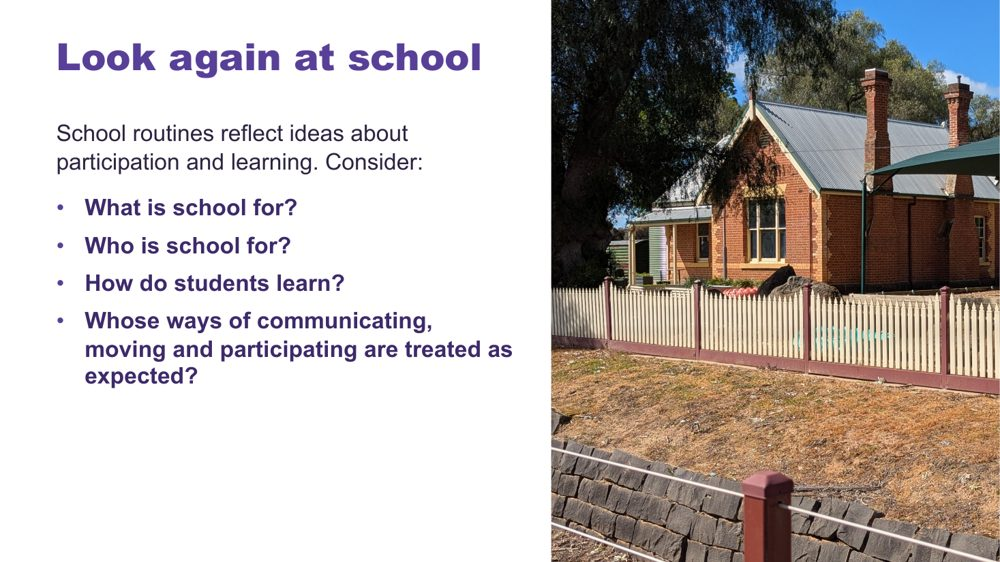 Look again at school
School routines reflect ideas about
participation and learning. Consider:
• What is school for?
• Who is school for?
• How do students learn?
• Whose ways of communicating,
moving and participating are treated as
expected?